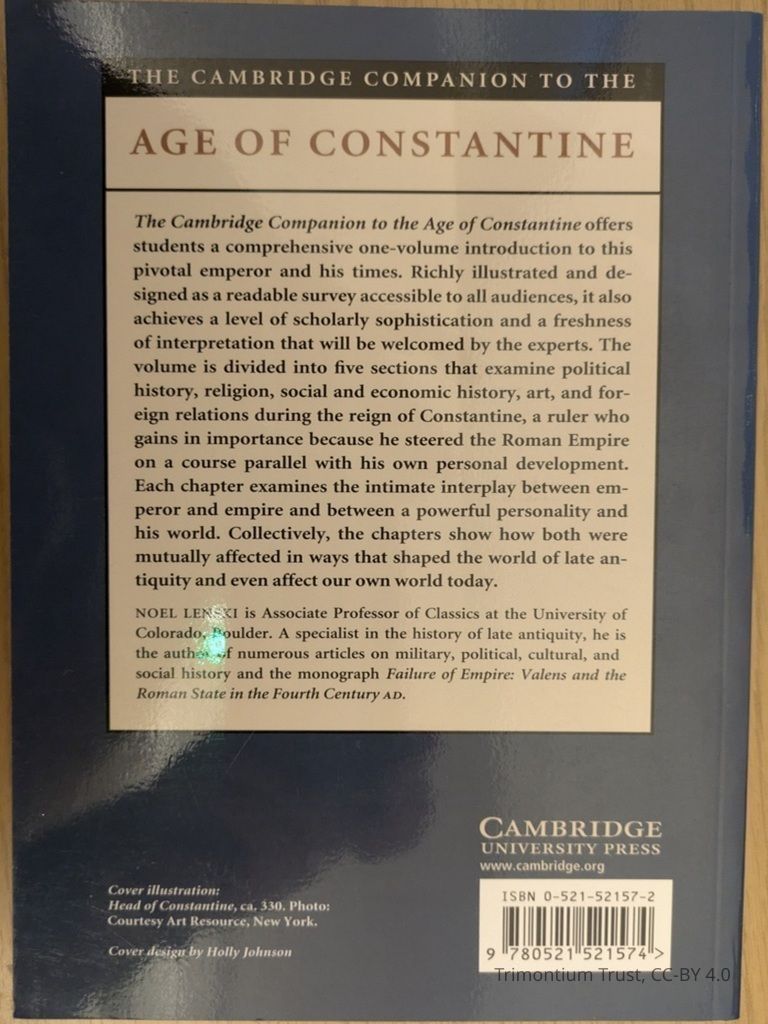 THE CAMBRIDGE COMPANION TO THE
AGE OF CONSTANTINE
The Cambridge Companion to the Age of Constantine offers
students a comprehensive one-volume introduction to this
pivotal emperor and his times. Richly illustrated and de-
signed as a readable survey accessible to all audiences, it also
achieves a level of scholarly sophistication and a freshness
of interpretation that will be welcomed by the experts. The
volume is divided into five sections that examine political
history, religion, social and economic history, art, and for-
eign relations during the reign of Constantine, a ruler who
gains in importance because he steered the Roman Empire
on a course parallel with his own personal development.
Each chapter examines the intimate interplay between em-
peror and empire and between a powerful personality and
his world. Collectively, the chapters show how both were
mutually affected in ways that shaped the world of late an-
tiquity and even affect our own world today.
NOEL LENSKI is Associate Professor of Classics at the University of
Colorado, Boulder. A specialist in the history of late antiquity, he is
the author of numerous articles on military, political, cultural, and
social history and the monograph Failure of Empire: Valens and the
Roman State in the Fourth Century AD.
CAMBRIDGE
UNIVERSITY PRESS
www.cambridge.org
Cover illustration:
Head of Constantine, ca. 330. Photo:
Courtesy Art Resource, New York.
Cover design by Holly Johnson
ISBN 0-521-52157-2
9 780521 521574 >
Trimontium Trust, CC-BY 4.0